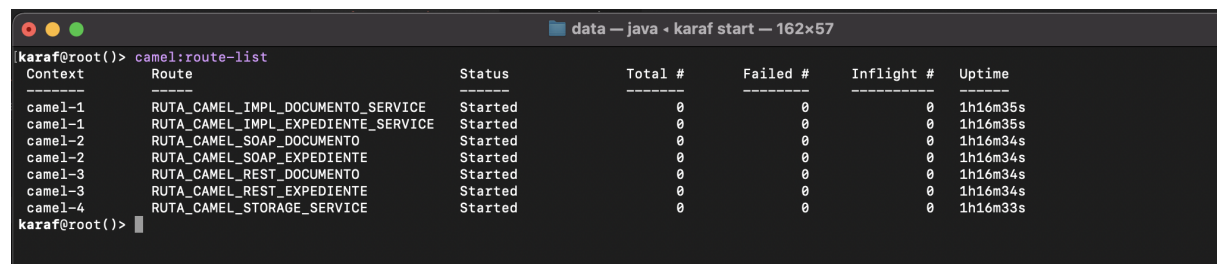 data — java ◂ karaf start — 162×57
[karaf@root()> camel:route-list
Context Route Status Total # Failed # Inflight # Uptime
——————— ————— —————— ——————— ———————— —————————— ——————
camel-1 RUTA_CAMEL_IMPL_DOCUMENTO_SERVICE Started 0 0 0 1h16m35s
camel-1 RUTA_CAMEL_IMPL_EXPEDIENTE_SERVICE Started 0 0 0 1h16m35s
camel-2 RUTA_CAMEL_SOAP_DOCUMENTO Started 0 0 0 1h16m34s
camel-2 RUTA_CAMEL_SOAP_EXPEDIENTE Started 0 0 0 1h16m34s
camel-3 RUTA_CAMEL_REST_DOCUMENTO Started 0 0 0 1h16m34s
camel-3 RUTA_CAMEL_REST_EXPEDIENTE Started 0 0 0 1h16m34s
camel-4 RUTA_CAMEL_STORAGE_SERVICE Started 0 0 0 1h16m33s
karaf@root()>